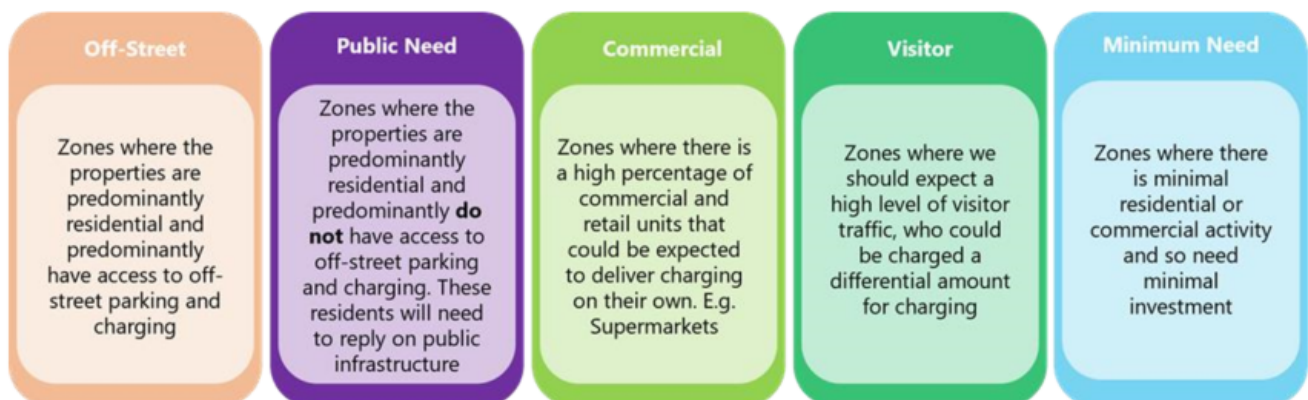 Off-Street
Zones where the
properties are
predominantly
residential and
predominantly
have access to off-
street parking and
charging
Public Need
Zones where the
properties are
predominantly
residential and
predominantly do
not have access to
off-street parking
and charging. These
residents will need
to reply on public
infrastructure
Commercial
Zones where there is
a high percentage of
commercial and
retail units that
could be expected
to deliver charging
on their own. E.g.
Supermarkets
Visitor
Zones where we
should expect a
high level of visitor
traffic, who could
be charged a
differential amount
for charging
Minimum Need
Zones where there
is minimal
residential or
commercial activity
and so need
minimal
investment